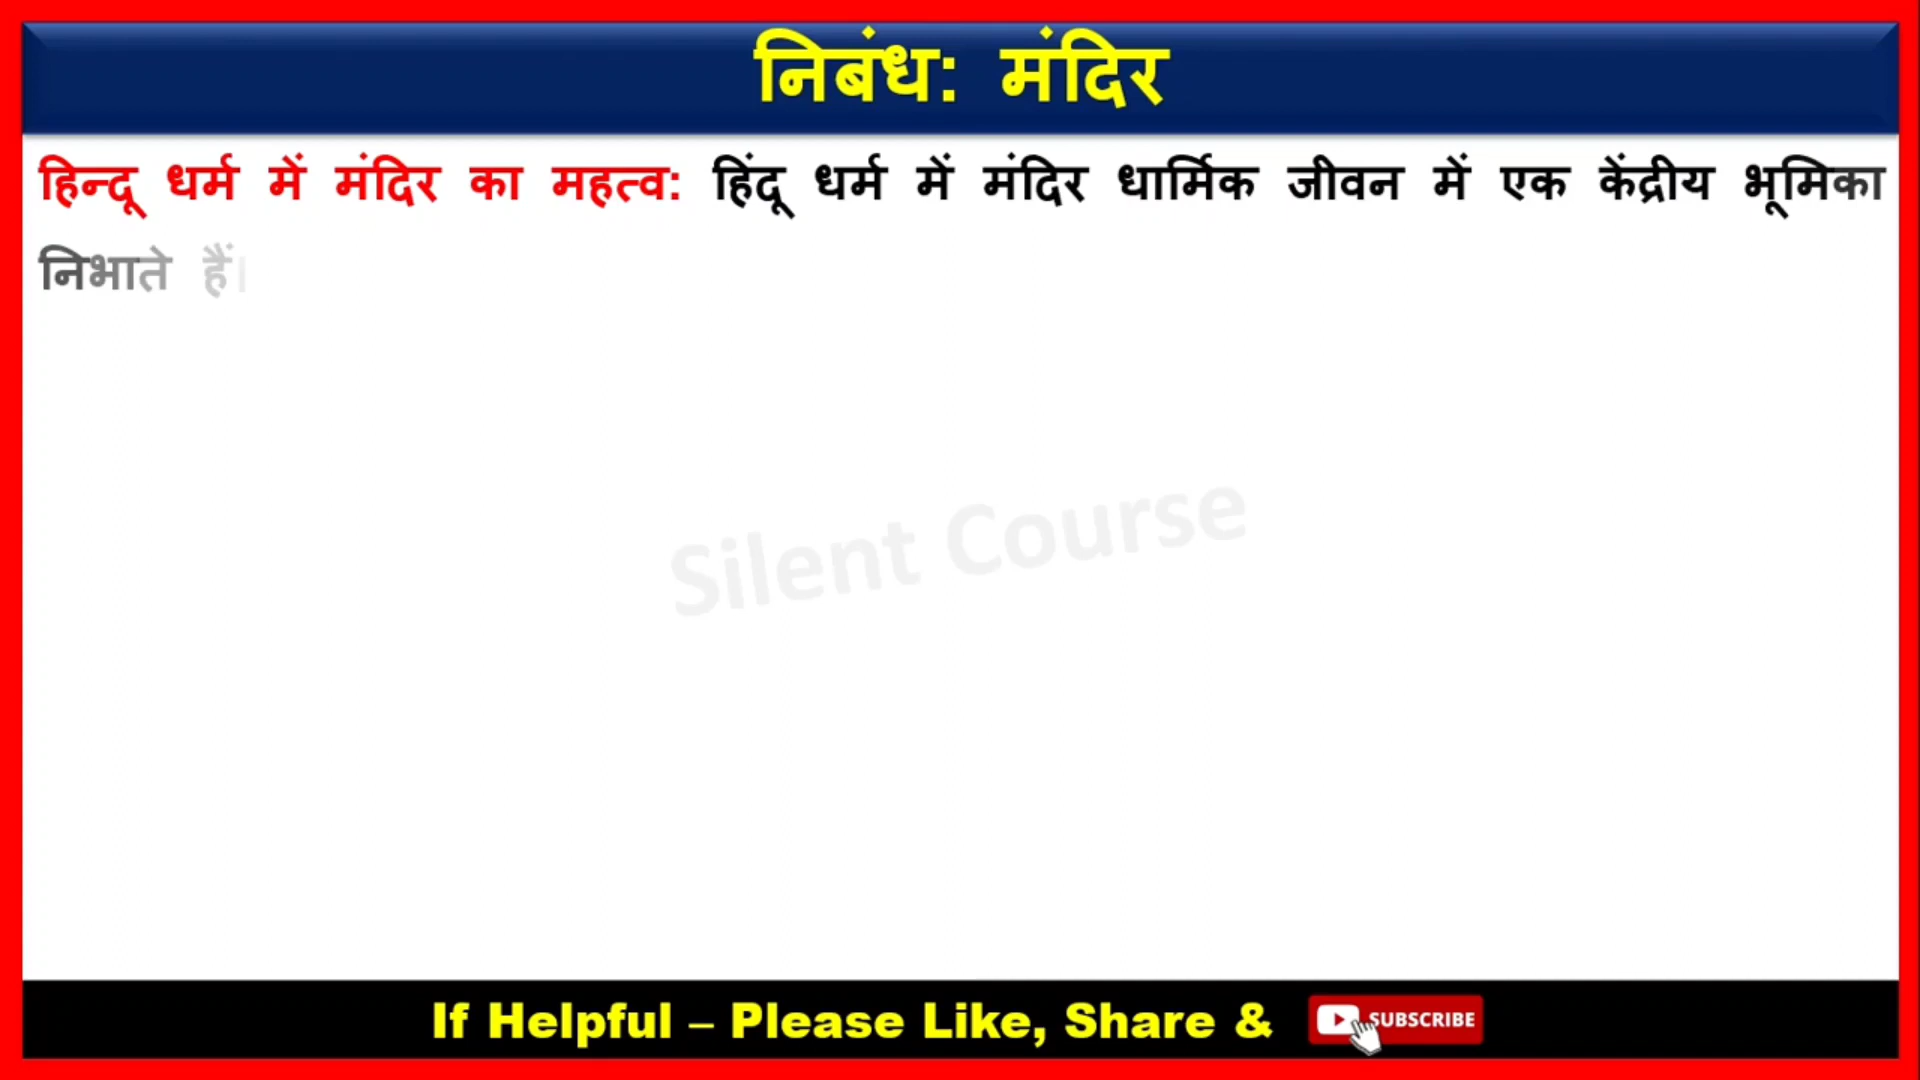 निबंध: मंदिर
हिन्दू धर्म में मंदिर का महत्व: हिंदू धर्म में मंदिर धार्मिक जीवन में एक केंद्रीय भूमिका
निभाते हैं।
Silent Course
If Helpful – Please Like, Share & SUBSCRIBE